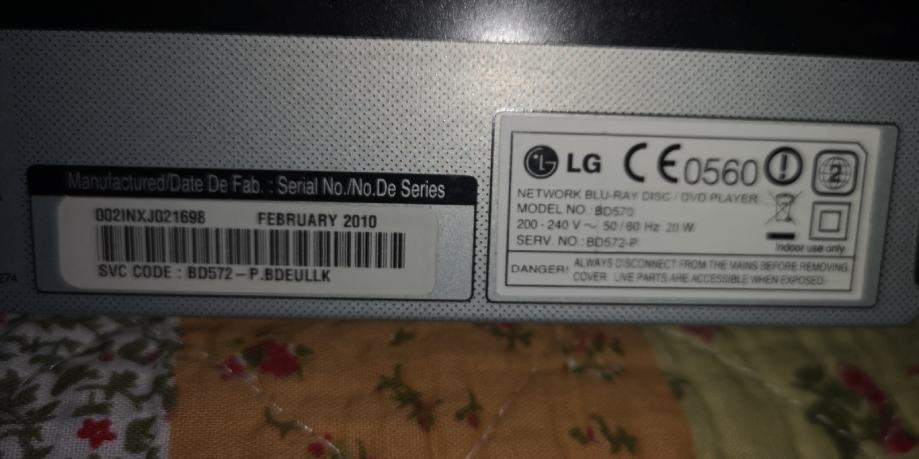 Manufactured/Date De Fab. : Serial No./No.De Series
002INXJ021698 FEBRUARY 2010
SVC CODE : BD572-P.BDEULLK
274
LG CE0560
2
NETWORK BLU-RAY DISC / DVD PLAYER
MODEL NO BD570
200 - 240 V ~ 50 / 60 Hz 20 W
SERV. NO.: BD572-P
Indoor use only
DANGER! ALWAYS DISCONNECT FROM THE MAINS BEFORE REMOVING
COVER. LIVE PARTS ARE ACCESSIBLE WHEN EXPOSED.